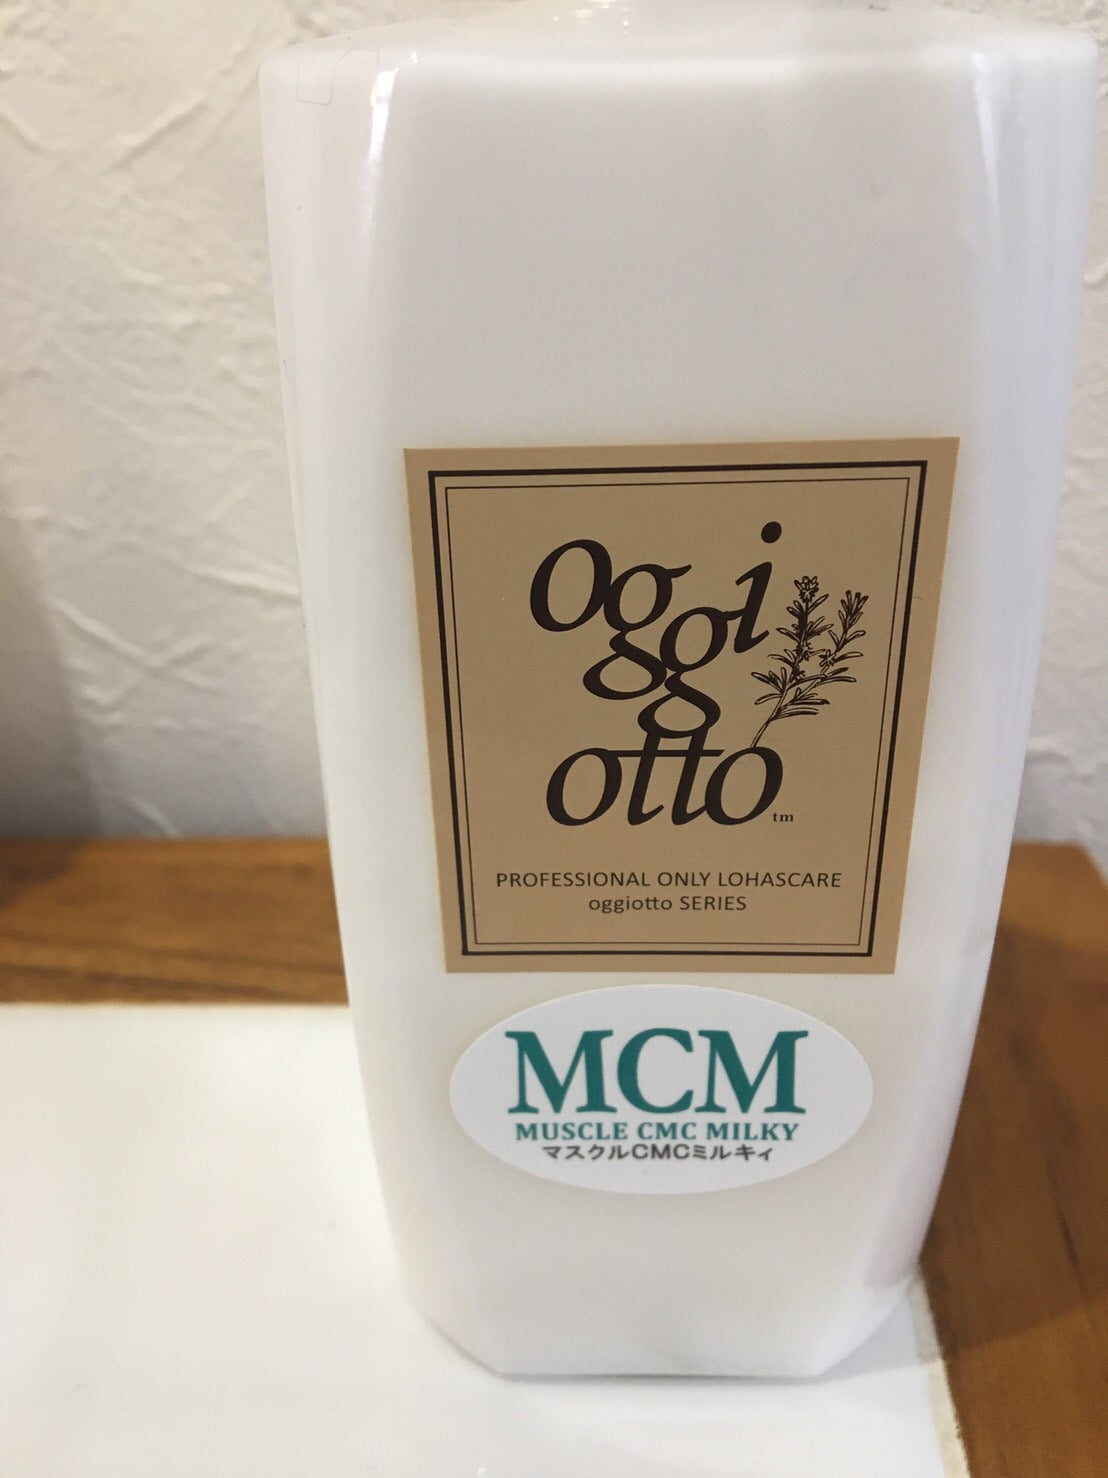 oggi
otto
tm
PROFESSIONAL ONLY LOHASCARE
oggiotto SERIES
MCM
MUSCLE CMC MILKY
マスクルCMCミルキィ